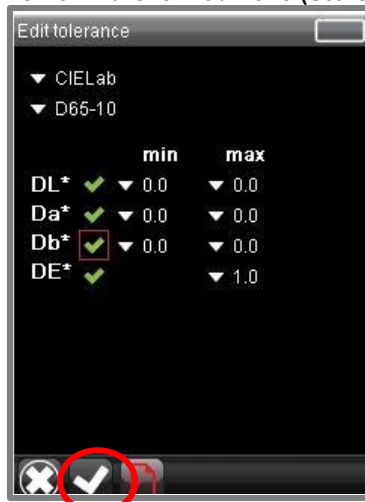 Edit tolerance
CIELab
D65-10
min max
DL* 0.0 0.0
Da* 0.0 0.0
Db* 0.0 0.0
DE* 1.0